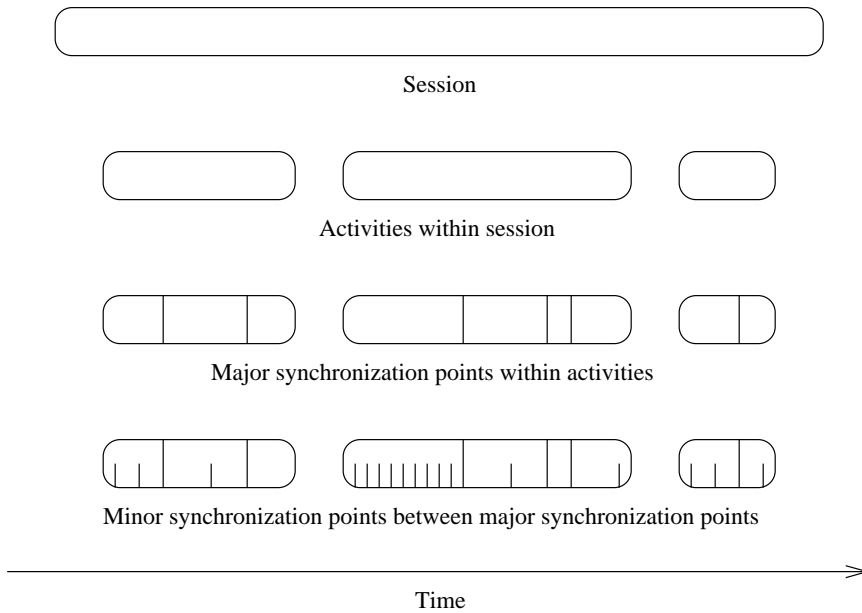 Session
Activities within session
Major synchronization points within activities
Minor synchronization points between major synchronization points
Time